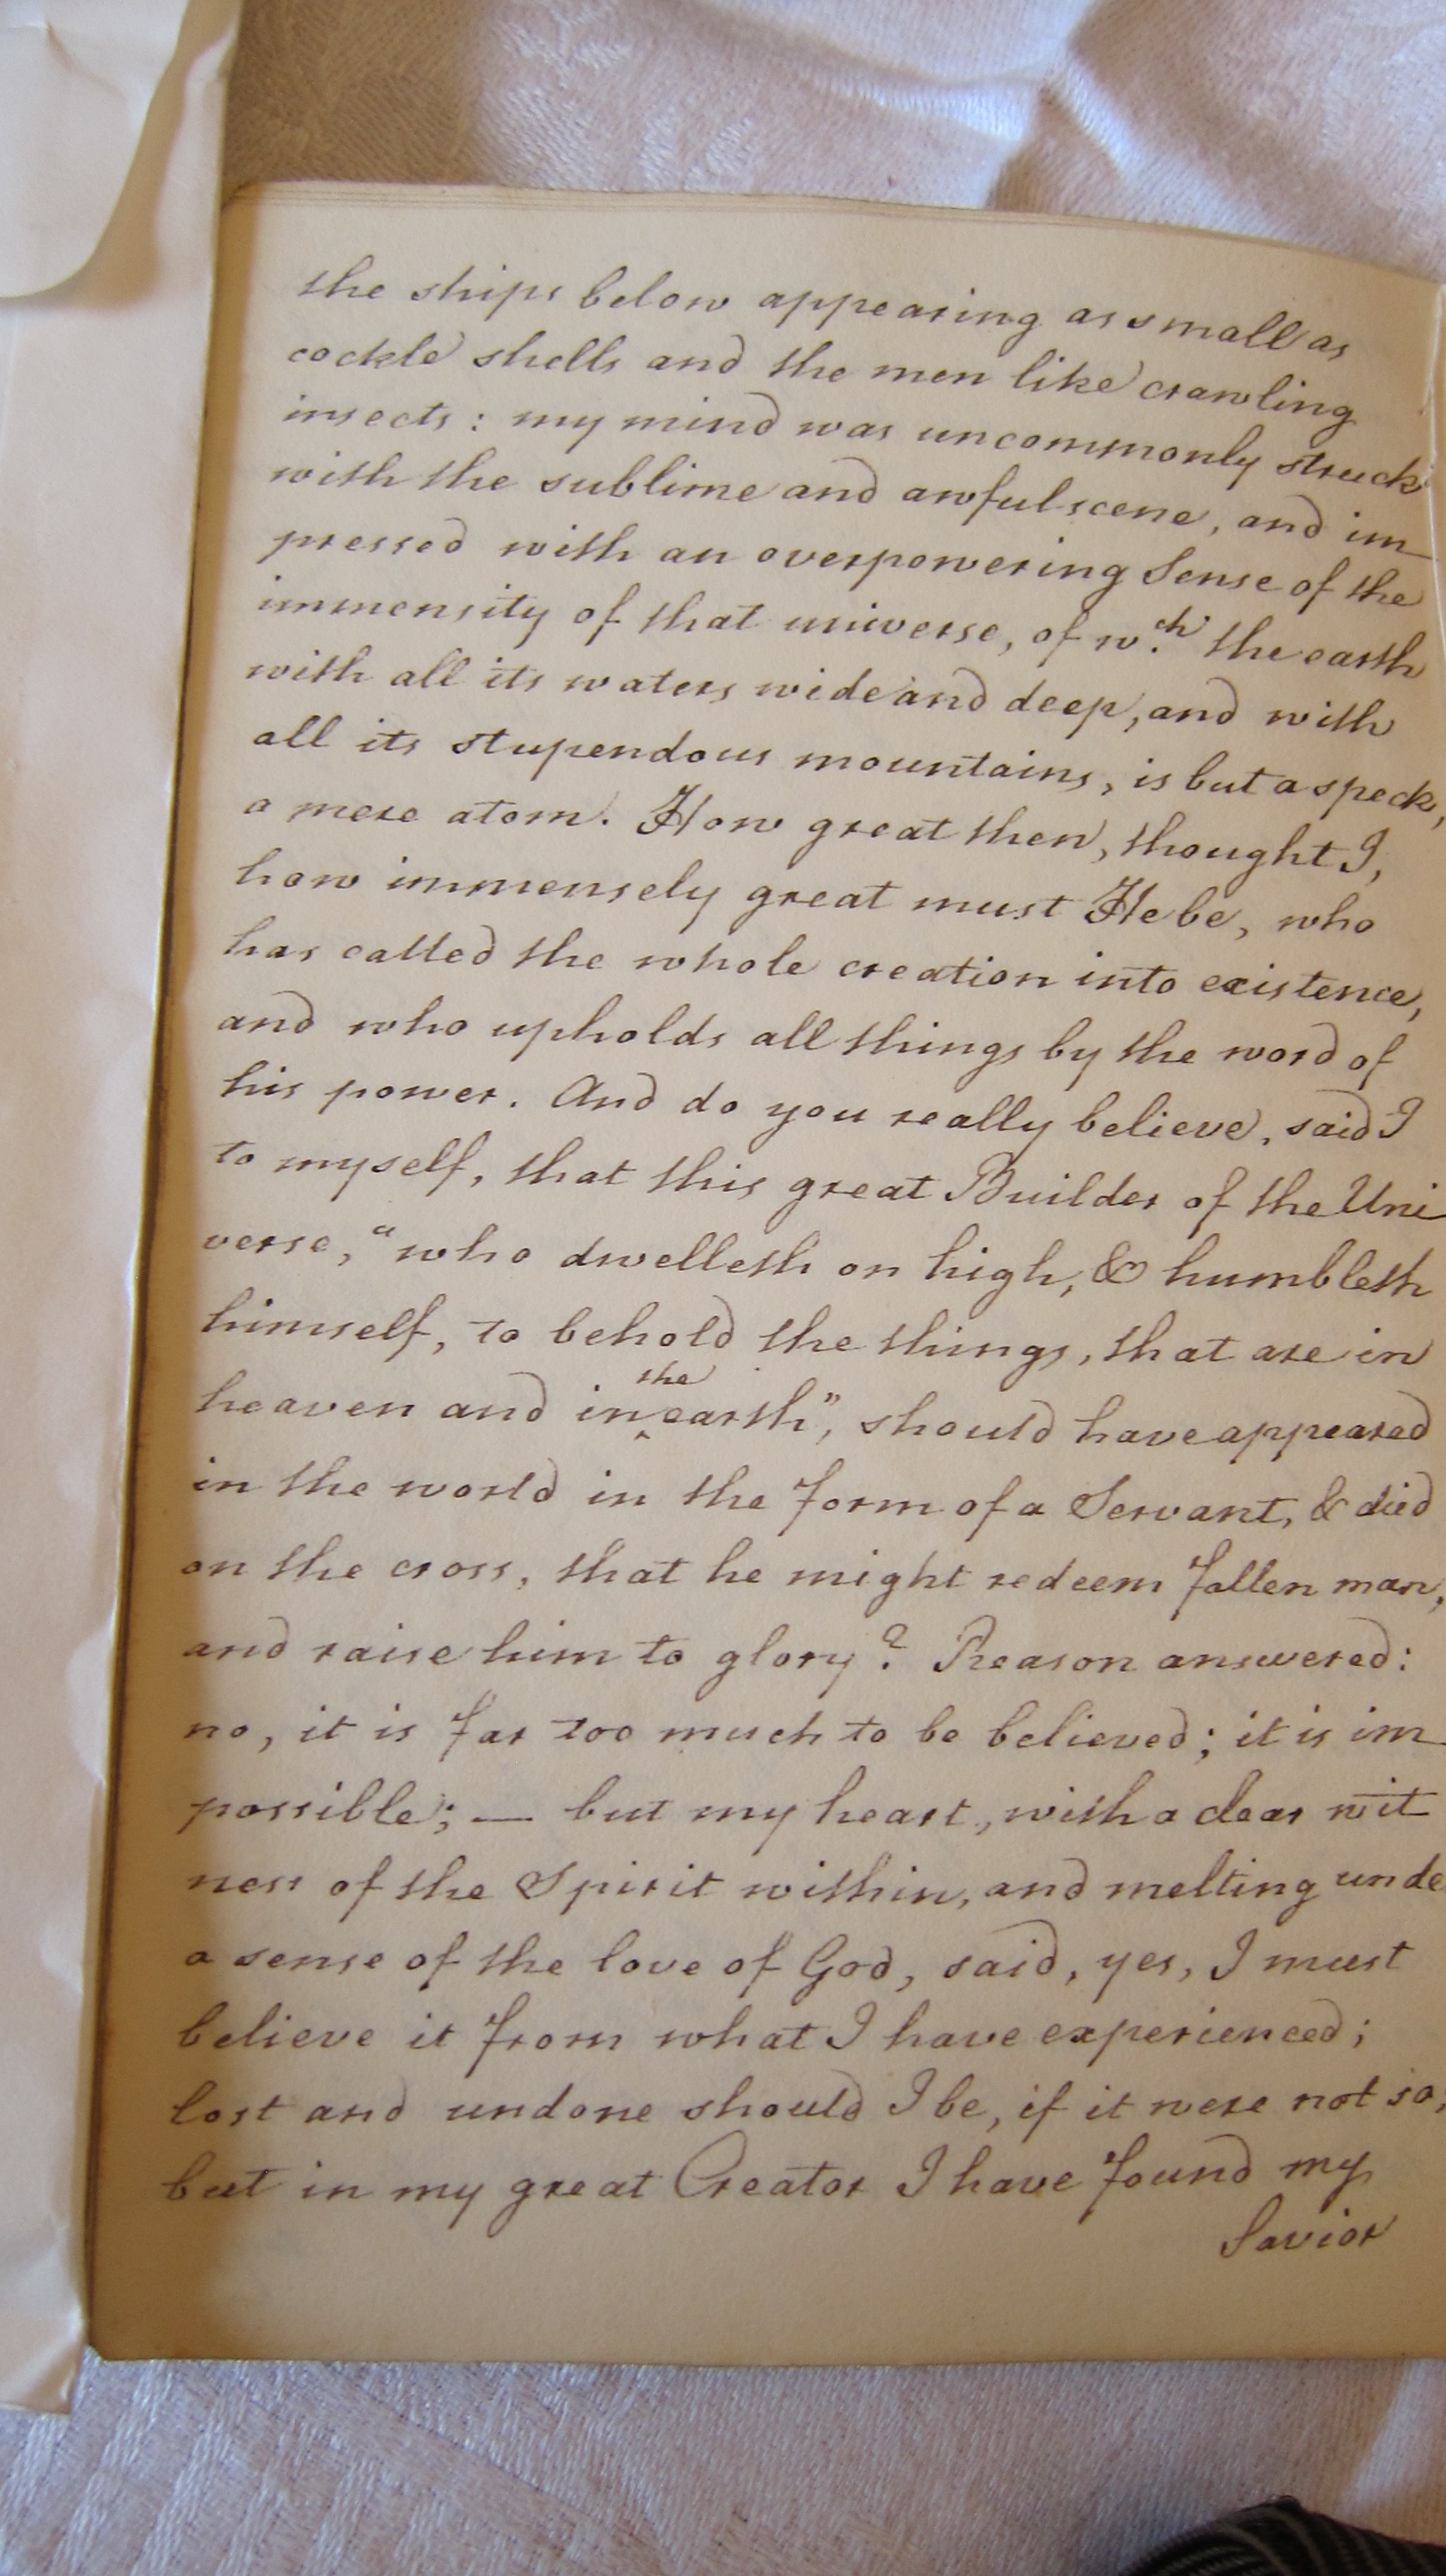 the ships below appearing as small as
cockle shells and the men like crawling
insects: my mind was uncommonly struck
with the sublime and awful scene, and im
pressed with an overpowering Sense of the
immensity of that universe, of w.ch the earth
with all its waters wide and deep, and with
all its stupendous mountains, is but a speck,
a mere atom. How great then, thought I,
how immensely great must He be, who
has called the whole creation into existence,
and who upholds all things by the word of
his power. And do you really believe, said I
to myself, that this great Builder of the Uni
verse, "who dwelleth on high, & humbleth
himself, to behold the things, that are in
heaven and in the earth", should have appeared
in the world in the form of a Servant, & died
on the cross, that he might redeem fallen man,
and raise him to glory? Reason answered:
no, it is far too much to be believed; it is im
possible; — but my heart, with a clear wit
ness of the Spirit within, and melting unde
a sense of the love of God, said, yes, I must
believe it from what I have experienced;
lost and undone should I be, if it were not so,
but in my great Creator I have found my
Savior